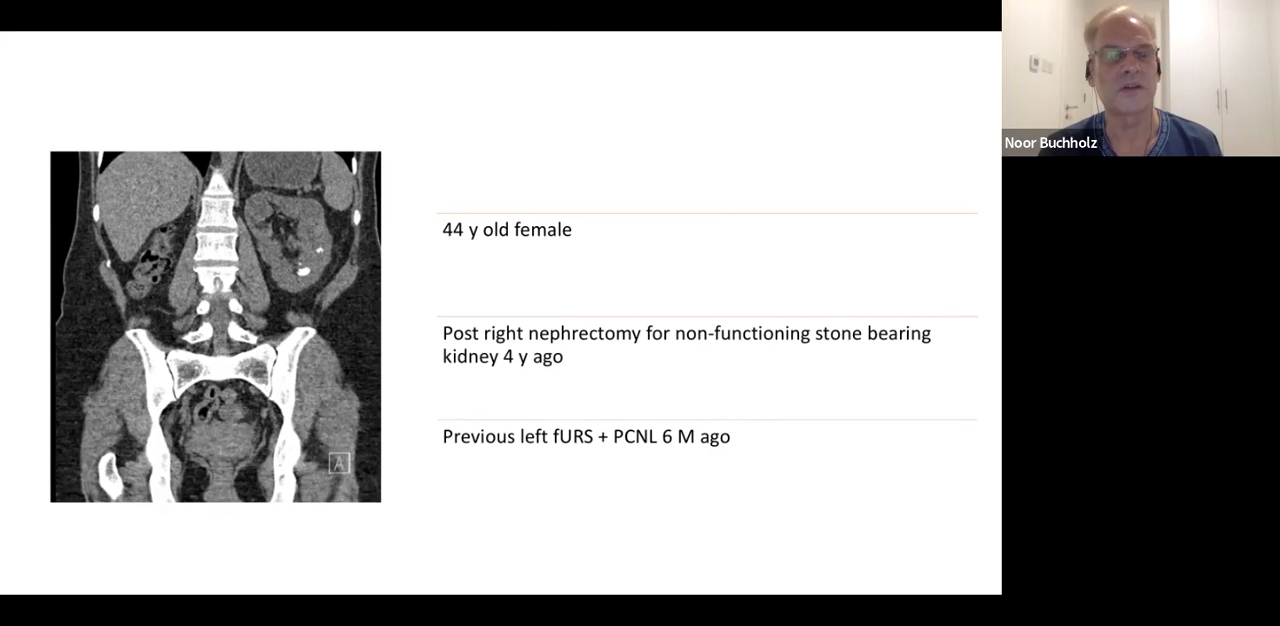 44 y old female
Post right nephrectomy for non-functioning stone bearing
kidney 4 y ago
Previous left fURS + PCNL 6 M ago
A
Noor Buchholz